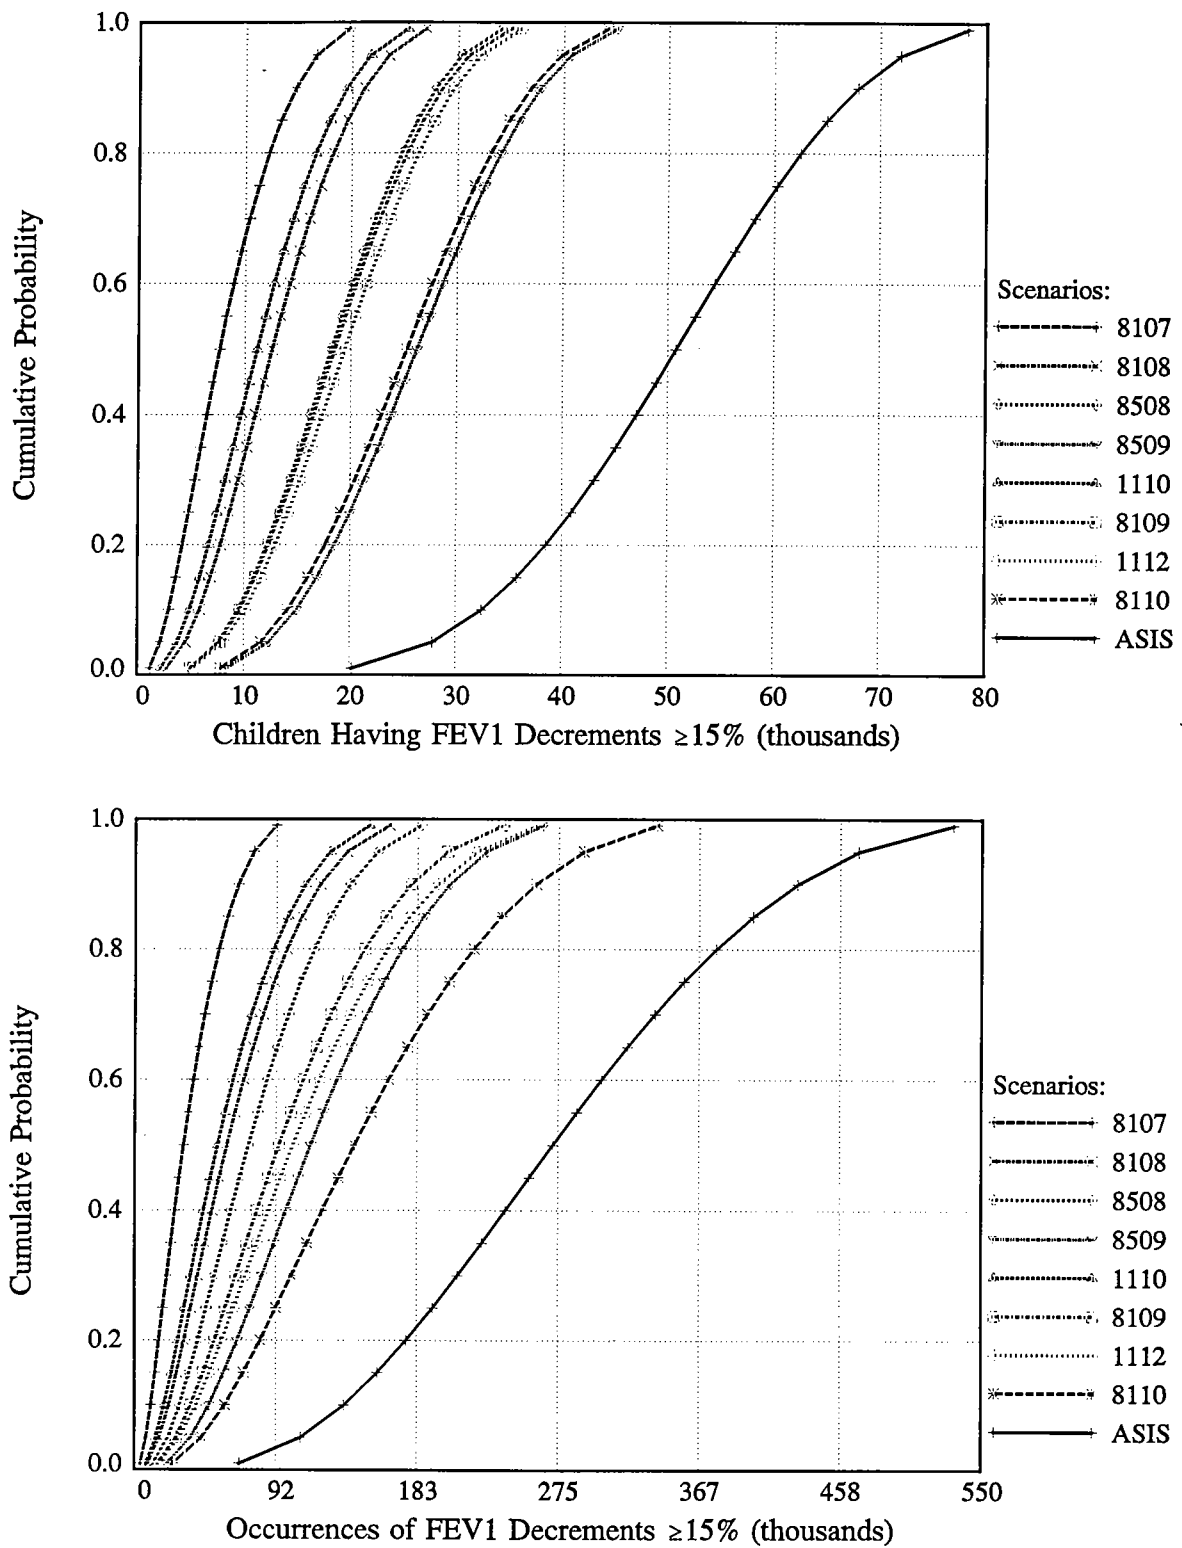 1.0
0.8
0.6
0.4
0.2
0.0
Cumulative Probability
0 10 20 30 40 50 60 70 80
Children Having FEV1 Decrements ≥15% (thousands)
Scenarios:
8107
8108
8508
8509
1110
8109
1112
8110
ASIS
1.0
0.8
0.6
0.4
0.2
0.0
Cumulative Probability
0 92 183 275 367 458 550
Occurrences of FEV1 Decrements ≥15% (thousands)
Scenarios:
8107
8108
8508
8509
1110
8109
1112
8110
ASIS